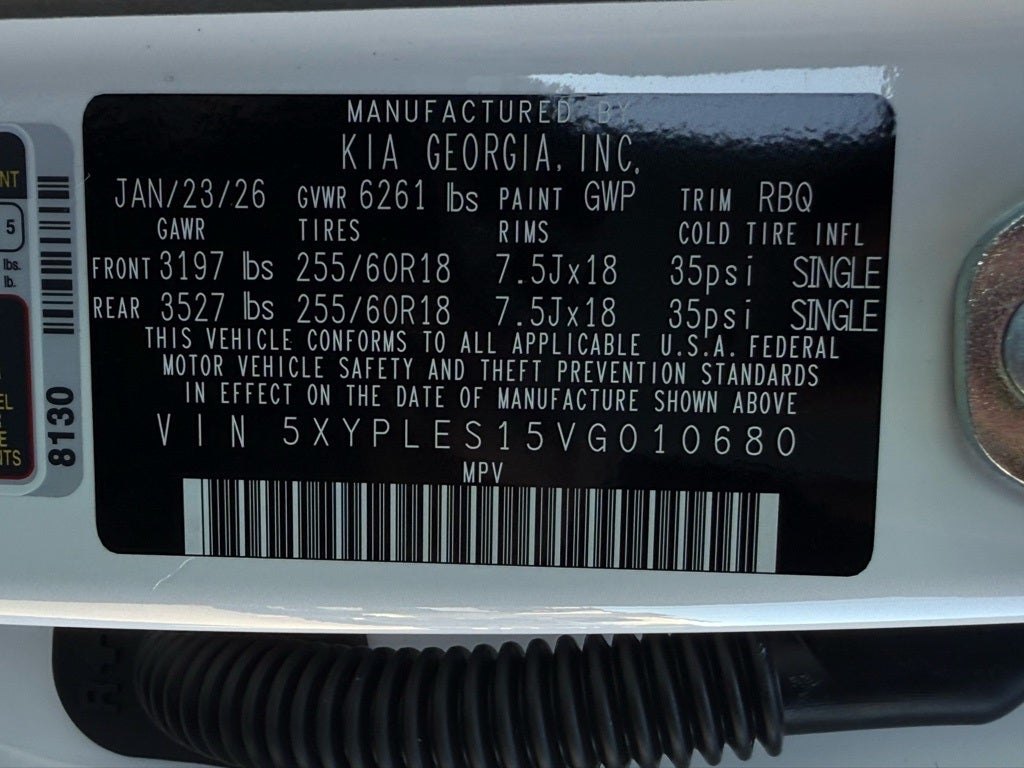 MANUFACTURED BY
KIA GEORGIA, INC.
JAN/23/26 GVWR 6261 lbs PAINT GWP TRIM RBQ
GAWR TIRES RIMS COLD TIRE INFL
FRONT 3197 lbs 255/60R18 7.5Jx18 35psi SINGLE
REAR 3527 lbs 255/60R18 7.5Jx18 35psi SINGLE
THIS VEHICLE CONFORMS TO ALL APPLICABLE U.S.A. FEDERAL
MOTOR VEHICLE SAFETY AND THEFT PREVENTION STANDARDS
IN EFFECT ON THE DATE OF MANUFACTURE SHOWN ABOVE
VIN 5XYPLES15VG010680
MPV
5
lbs.
lb.
8130